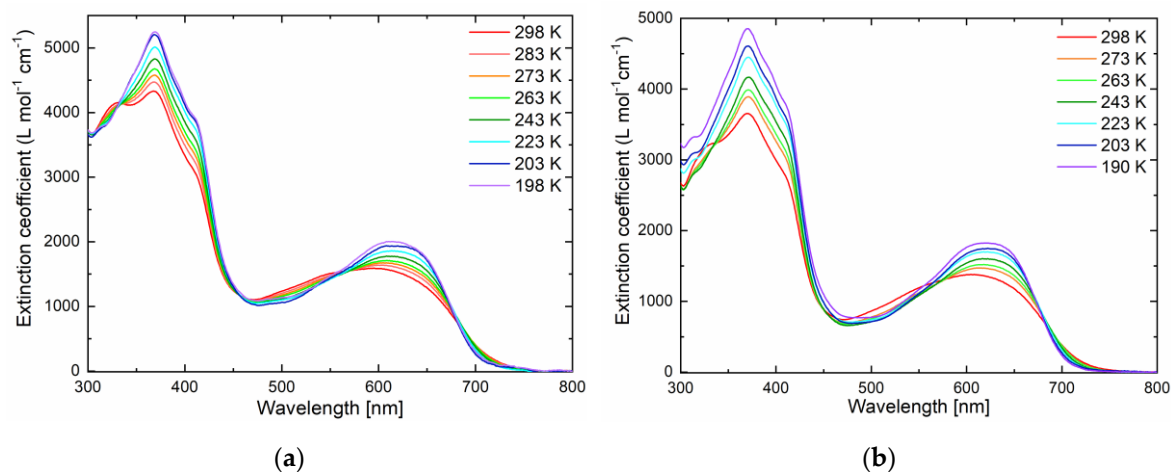 Extinction ceofficient (L mol⁻¹ cm⁻¹)
5000
4000
3000
2000
1000
0
298 K
283 K
273 K
263 K
243 K
223 K
203 K
198 K
300 400 500 600 700 800
Wavelength [nm]
(a)
Extinction coefficient (L mol⁻¹ cm⁻¹)
5000
4000
3000
2000
1000
0
298 K
273 K
263 K
243 K
223 K
203 K
190 K
300 400 500 600 700 800
Wavelength [nm]
(b)